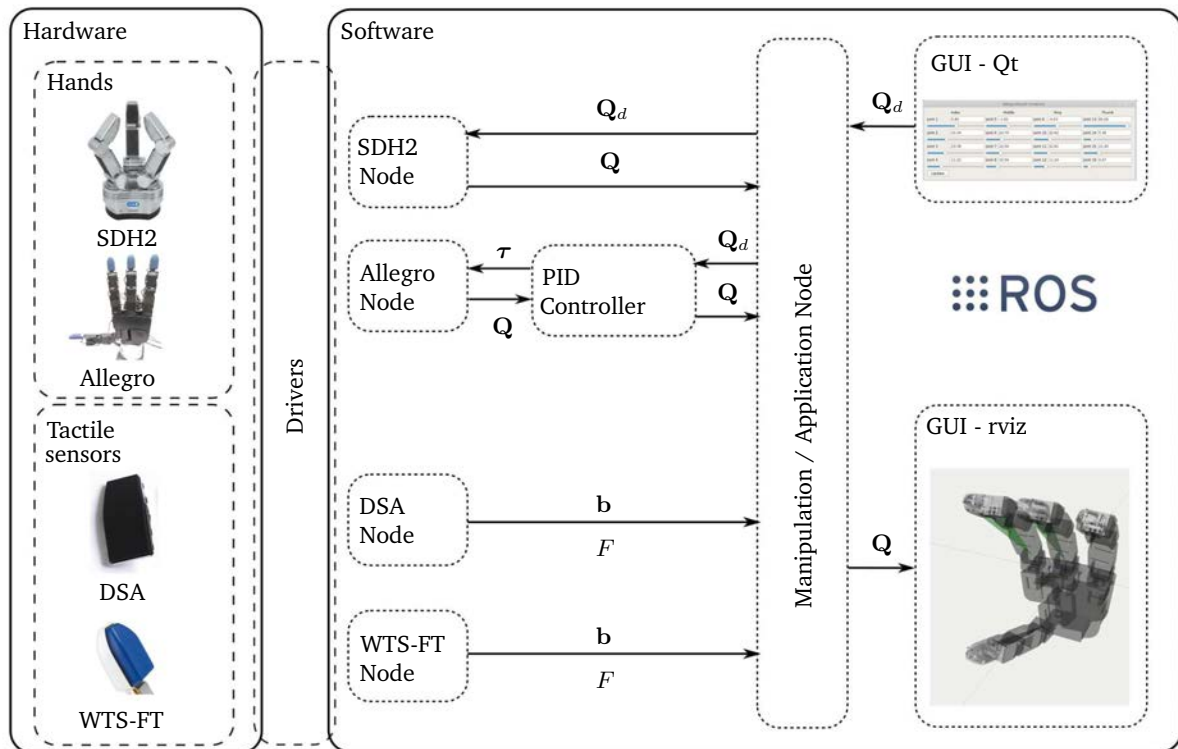 Hardware
Hands
SDH2
Allegro
Tactile
sensors
DSA
WTS-FT
Drivers
Software
SDH2
Node
Q_d
Q
Allegro
Node
τ
Q
PID
Controller
Q_d
Q
DSA
Node
b
F
WTS-FT
Node
b
F
Manipulation / Application Node
Q_d
GUI - Qt
ROS
Q
GUI - rviz